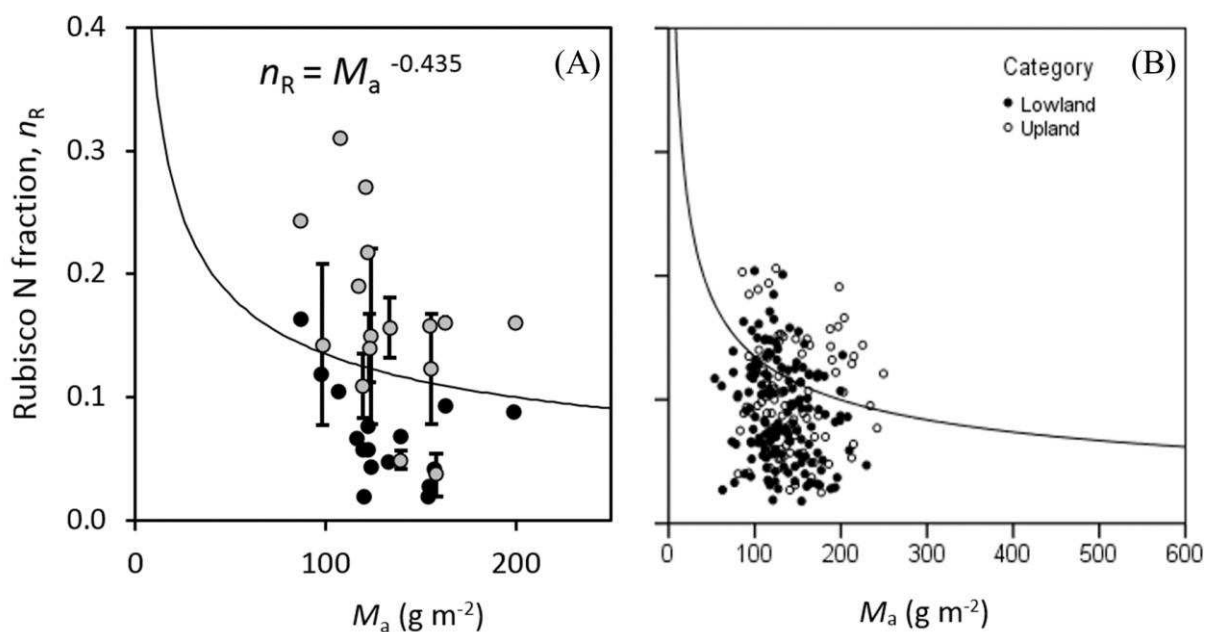 0.4
0.3
0.2
0.1
0.0
Rubisco N fraction, nR
nR = Ma -0.435
(A)
0
100
200
Ma (g m-2)
(B)
Category
Lowland
Upland
0
100
200
300
400
500
600
Ma (g m-2)